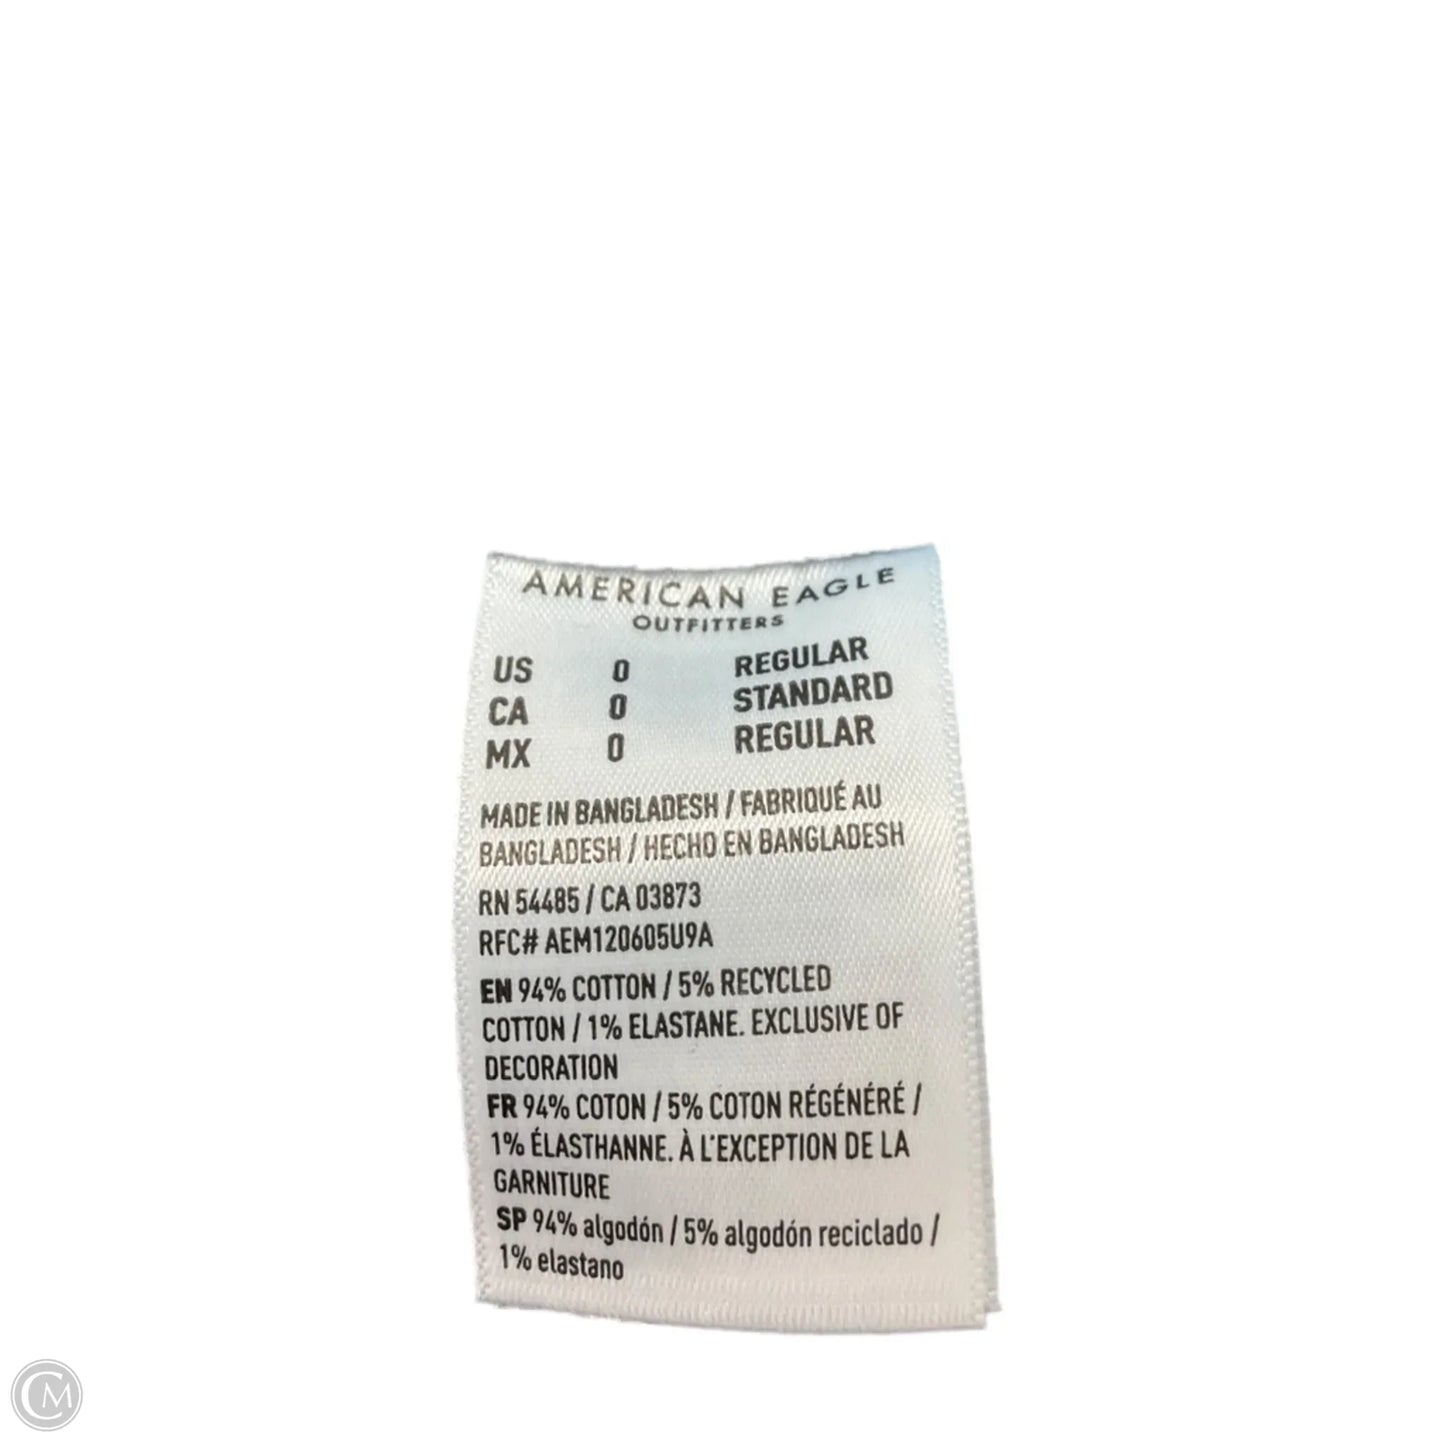 AMERICAN EAGLE
OUTFITTERS
US 0 REGULAR
CA 0 STANDARD
MX 0 REGULAR
MADE IN BANGLADESH / FABRIQUÉ AU
BANGLADESH / HECHO EN BANGLADESH
RN 54485 / CA 03873
RFC# AEM120605U9A
EN 94% COTTON / 5% RECYCLED
COTTON / 1% ELASTANE. EXCLUSIVE OF
DECORATION
FR 94% COTON / 5% COTON RÉGÉNÉRÉ /
1% ÉLASTHANNE. À L'EXCEPTION DE LA
GARNITURE
SP 94% algodón / 5% algodón reciclado /
1% elastano
CM